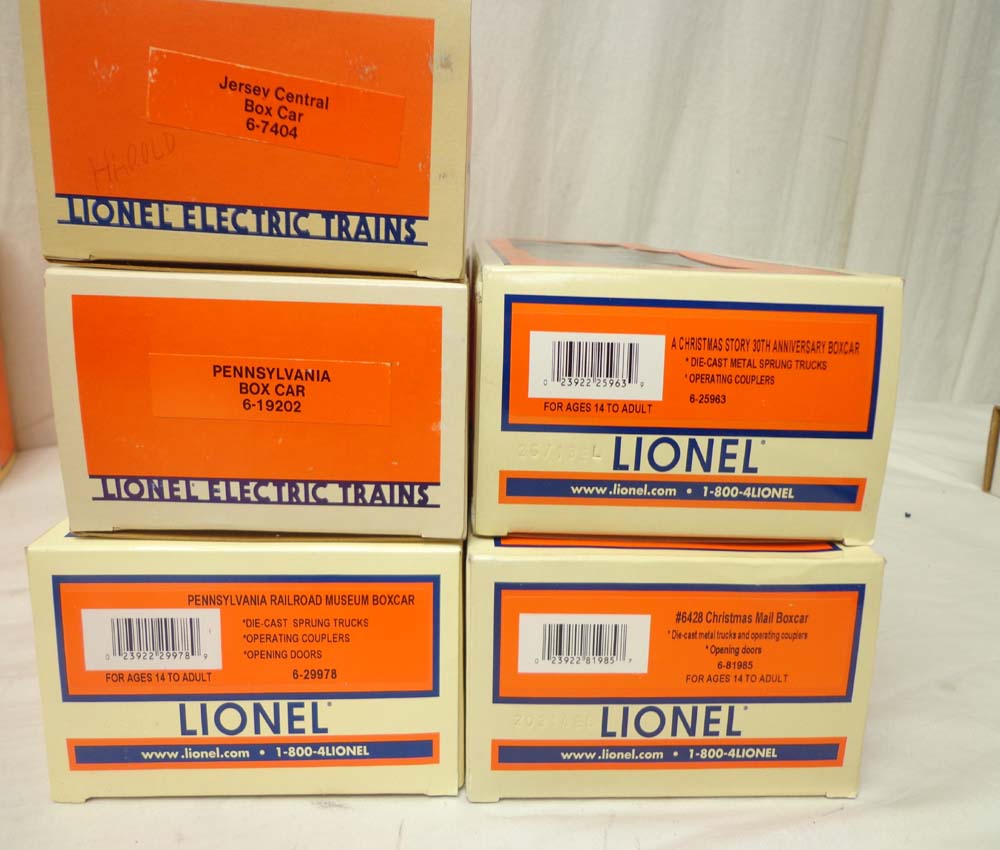 Jersey Central
Box Car
6-7404
LIONEL ELECTRIC TRAINS
PENNSYLVANIA
BOX CAR
6-19202
LIONEL ELECTRIC TRAINS
A CHRISTMAS STORY 30TH ANNIVERSARY BOXCAR
* DIE-CAST METAL SPRUNG TRUCKS
* OPERATING COUPLERS
6-25963
0 23922 25963 9
FOR AGES 14 TO ADULT
LIONEL
www.lionel.com • 1-800-4LIONEL
PENNSYLVANIA RAILROAD MUSEUM BOXCAR
*DIE-CAST SPRUNG TRUCKS
*OPERATING COUPLERS
*OPENING DOORS
6-29978
0 23922 29978 9
FOR AGES 14 TO ADULT
LIONEL
www.lionel.com • 1-800-4LIONEL
#6428 Christmas Mail Boxcar
* Die-cast metal trucks and operating couplers
* Opening doors
6-81985
FOR AGES 14 TO ADULT
0 23922 81985 7
LIONEL
www.lionel.com • 1-800-4LIONEL